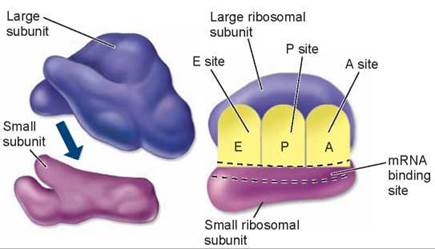 Large
subunit
Small
subunit
Large ribosomal
subunit
P site
E site
A site
E P A
mRNA
binding
site
Small ribosomal
subunit